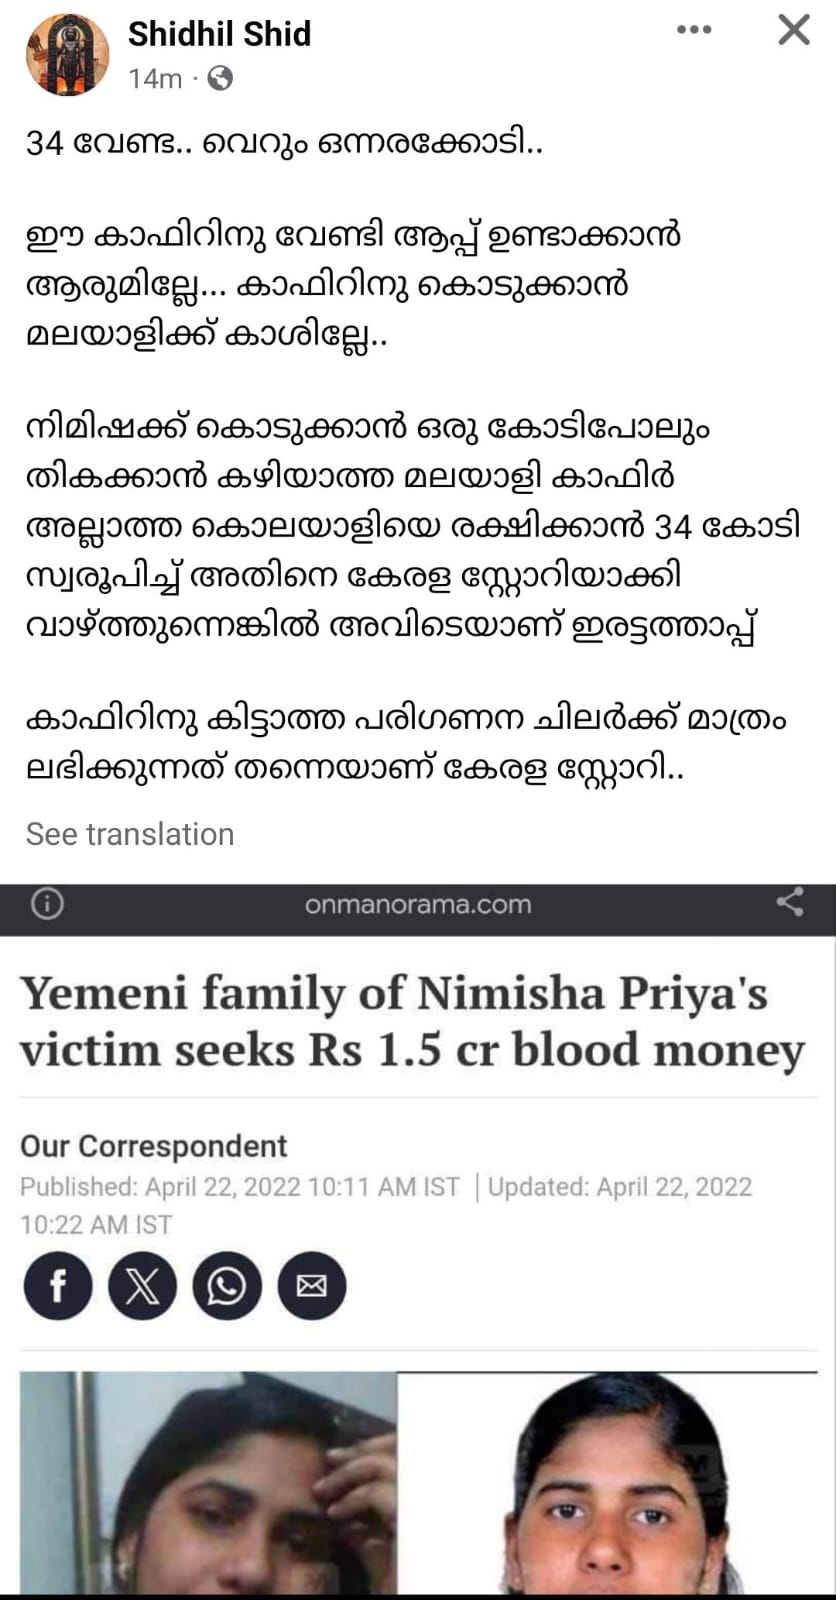 Shidhil Shid
14m ·
34 വേണ്ട.. വെറും ഒന്നരക്കോടി..
ഈ കാഫിറിനു വേണ്ടി ആപ്പ് ഉണ്ടാക്കാൻ
ആരുമില്ലേ... കാഫിറിനു കൊടുക്കാൻ
മലയാളിക്ക് കാശില്ലേ..
നിമിഷക്ക് കൊടുക്കാൻ ഒരു കോടിപോലും
തികക്കാൻ കഴിയാത്ത മലയാളി കാഫിർ
അല്ലാത്ത കൊലയാളിയെ രക്ഷിക്കാൻ 34 കോടി
സ്വരൂപിച്ച് അതിനെ കേരള സ്റ്റോറിയാക്കി
വാഴ്ത്തുന്നെങ്കിൽ അവിടെയാണ് ഇരട്ടത്താപ്പ്
കാഫിറിനു കിട്ടാത്ത പരിഗണന ചിലർക്ക് മാത്രം
ലഭിക്കുന്നത് തന്നെയാണ് കേരള സ്റ്റോറി..
See translation
onmanorama.com
Yemeni family of Nimisha Priya's
victim seeks Rs 1.5 cr blood money
Our Correspondent
Published: April 22, 2022 10:11 AM IST | Updated: April 22, 2022
10:22 AM IST